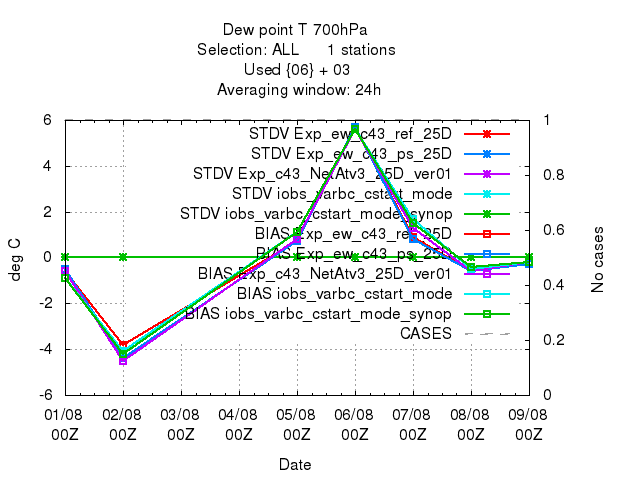 Dew point T 700hPa
Selection: ALL 1 stations
Used {06} + 03
Averaging window: 24h
6
4
2
0
-2
-4
-6
deg C
1
0.8
0.6
0.4
0.2
0
No cases
STDV Exp_ew_c43_ref_25D
STDV Exp_ew_c43_ps_25D
STDV Exp_c43_NetAtv3_25D_ver01
STDV iobs_varbc_cstart_mode
STDV iobs_varbc_cstart_mode_synop
BIAS Exp_ew_c43_ref_25D
BIAS Exp_ew_c43_ps_25D
BIAS Exp_c43_NetAtv3_25D_ver01
BIAS iobs_varbc_cstart_mode
BIAS iobs_varbc_cstart_mode_synop
CASES
01/08 02/08 03/08 04/08 05/08 06/08 07/08 08/08 09/08
00Z 00Z 00Z 00Z 00Z 00Z 00Z 00Z 00Z
Date